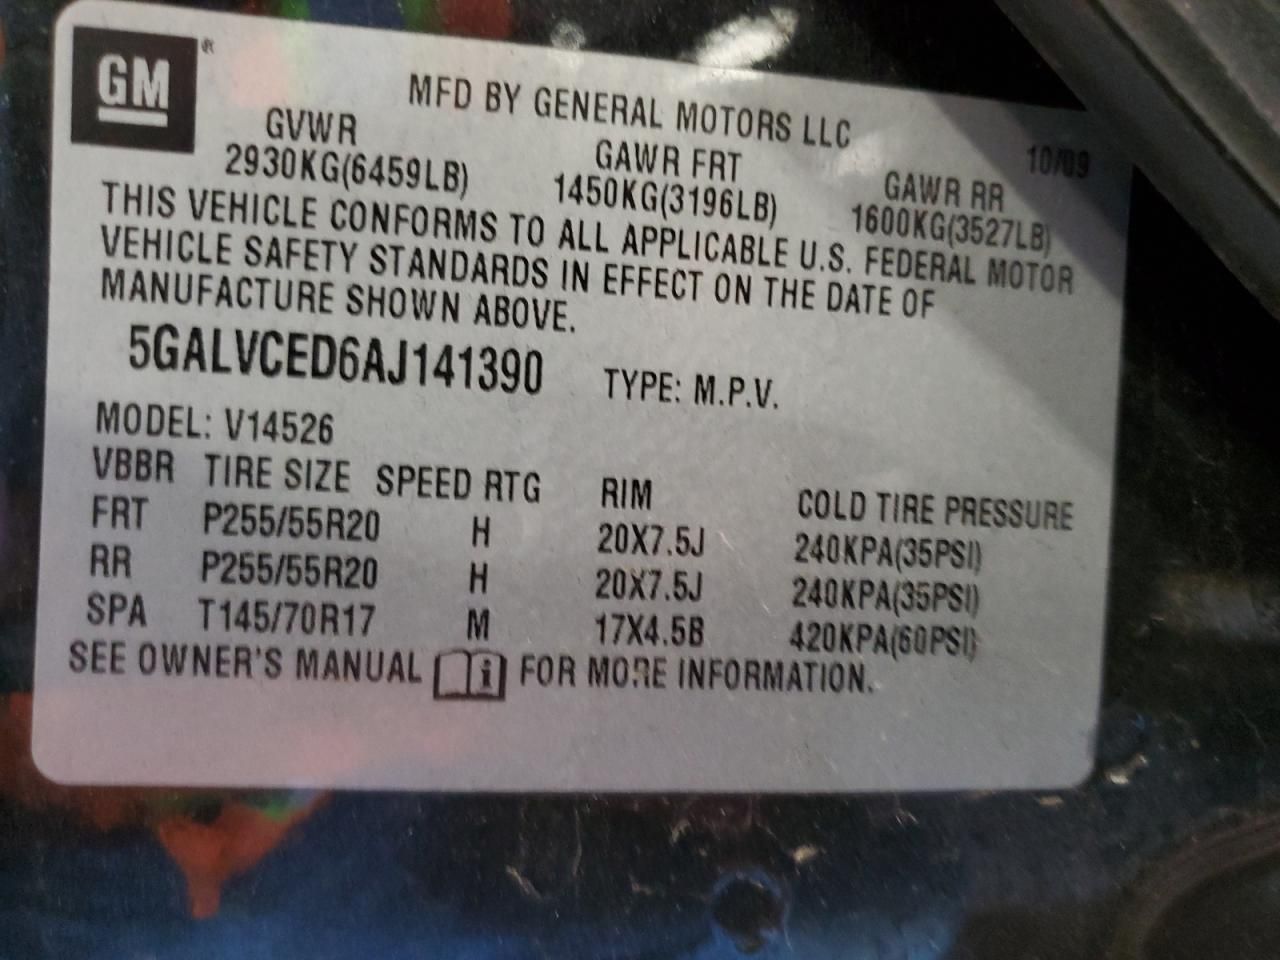 GM®
MFD BY GENERAL MOTORS LLC
10/09
GVWR GAWR FRT GAWR RR
2930KG(6459LB) 1450KG(3196LB) 1600KG(3527LB)
THIS VEHICLE CONFORMS TO ALL APPLICABLE U.S. FEDERAL MOTOR
VEHICLE SAFETY STANDARDS IN EFFECT ON THE DATE OF
MANUFACTURE SHOWN ABOVE.
5GALVCED6AJ141390 TYPE: M.P.V.
MODEL: V14526
VBBR TIRE SIZE SPEED RTG RIM COLD TIRE PRESSURE
FRT P255/55R20 H 20X7.5J 240KPA(35PSI)
RR P255/55R20 H 20X7.5J 240KPA(35PSI)
SPA T145/70R17 M 17X4.5B 420KPA(60PSI)
SEE OWNER'S MANUAL i FOR MORE INFORMATION.